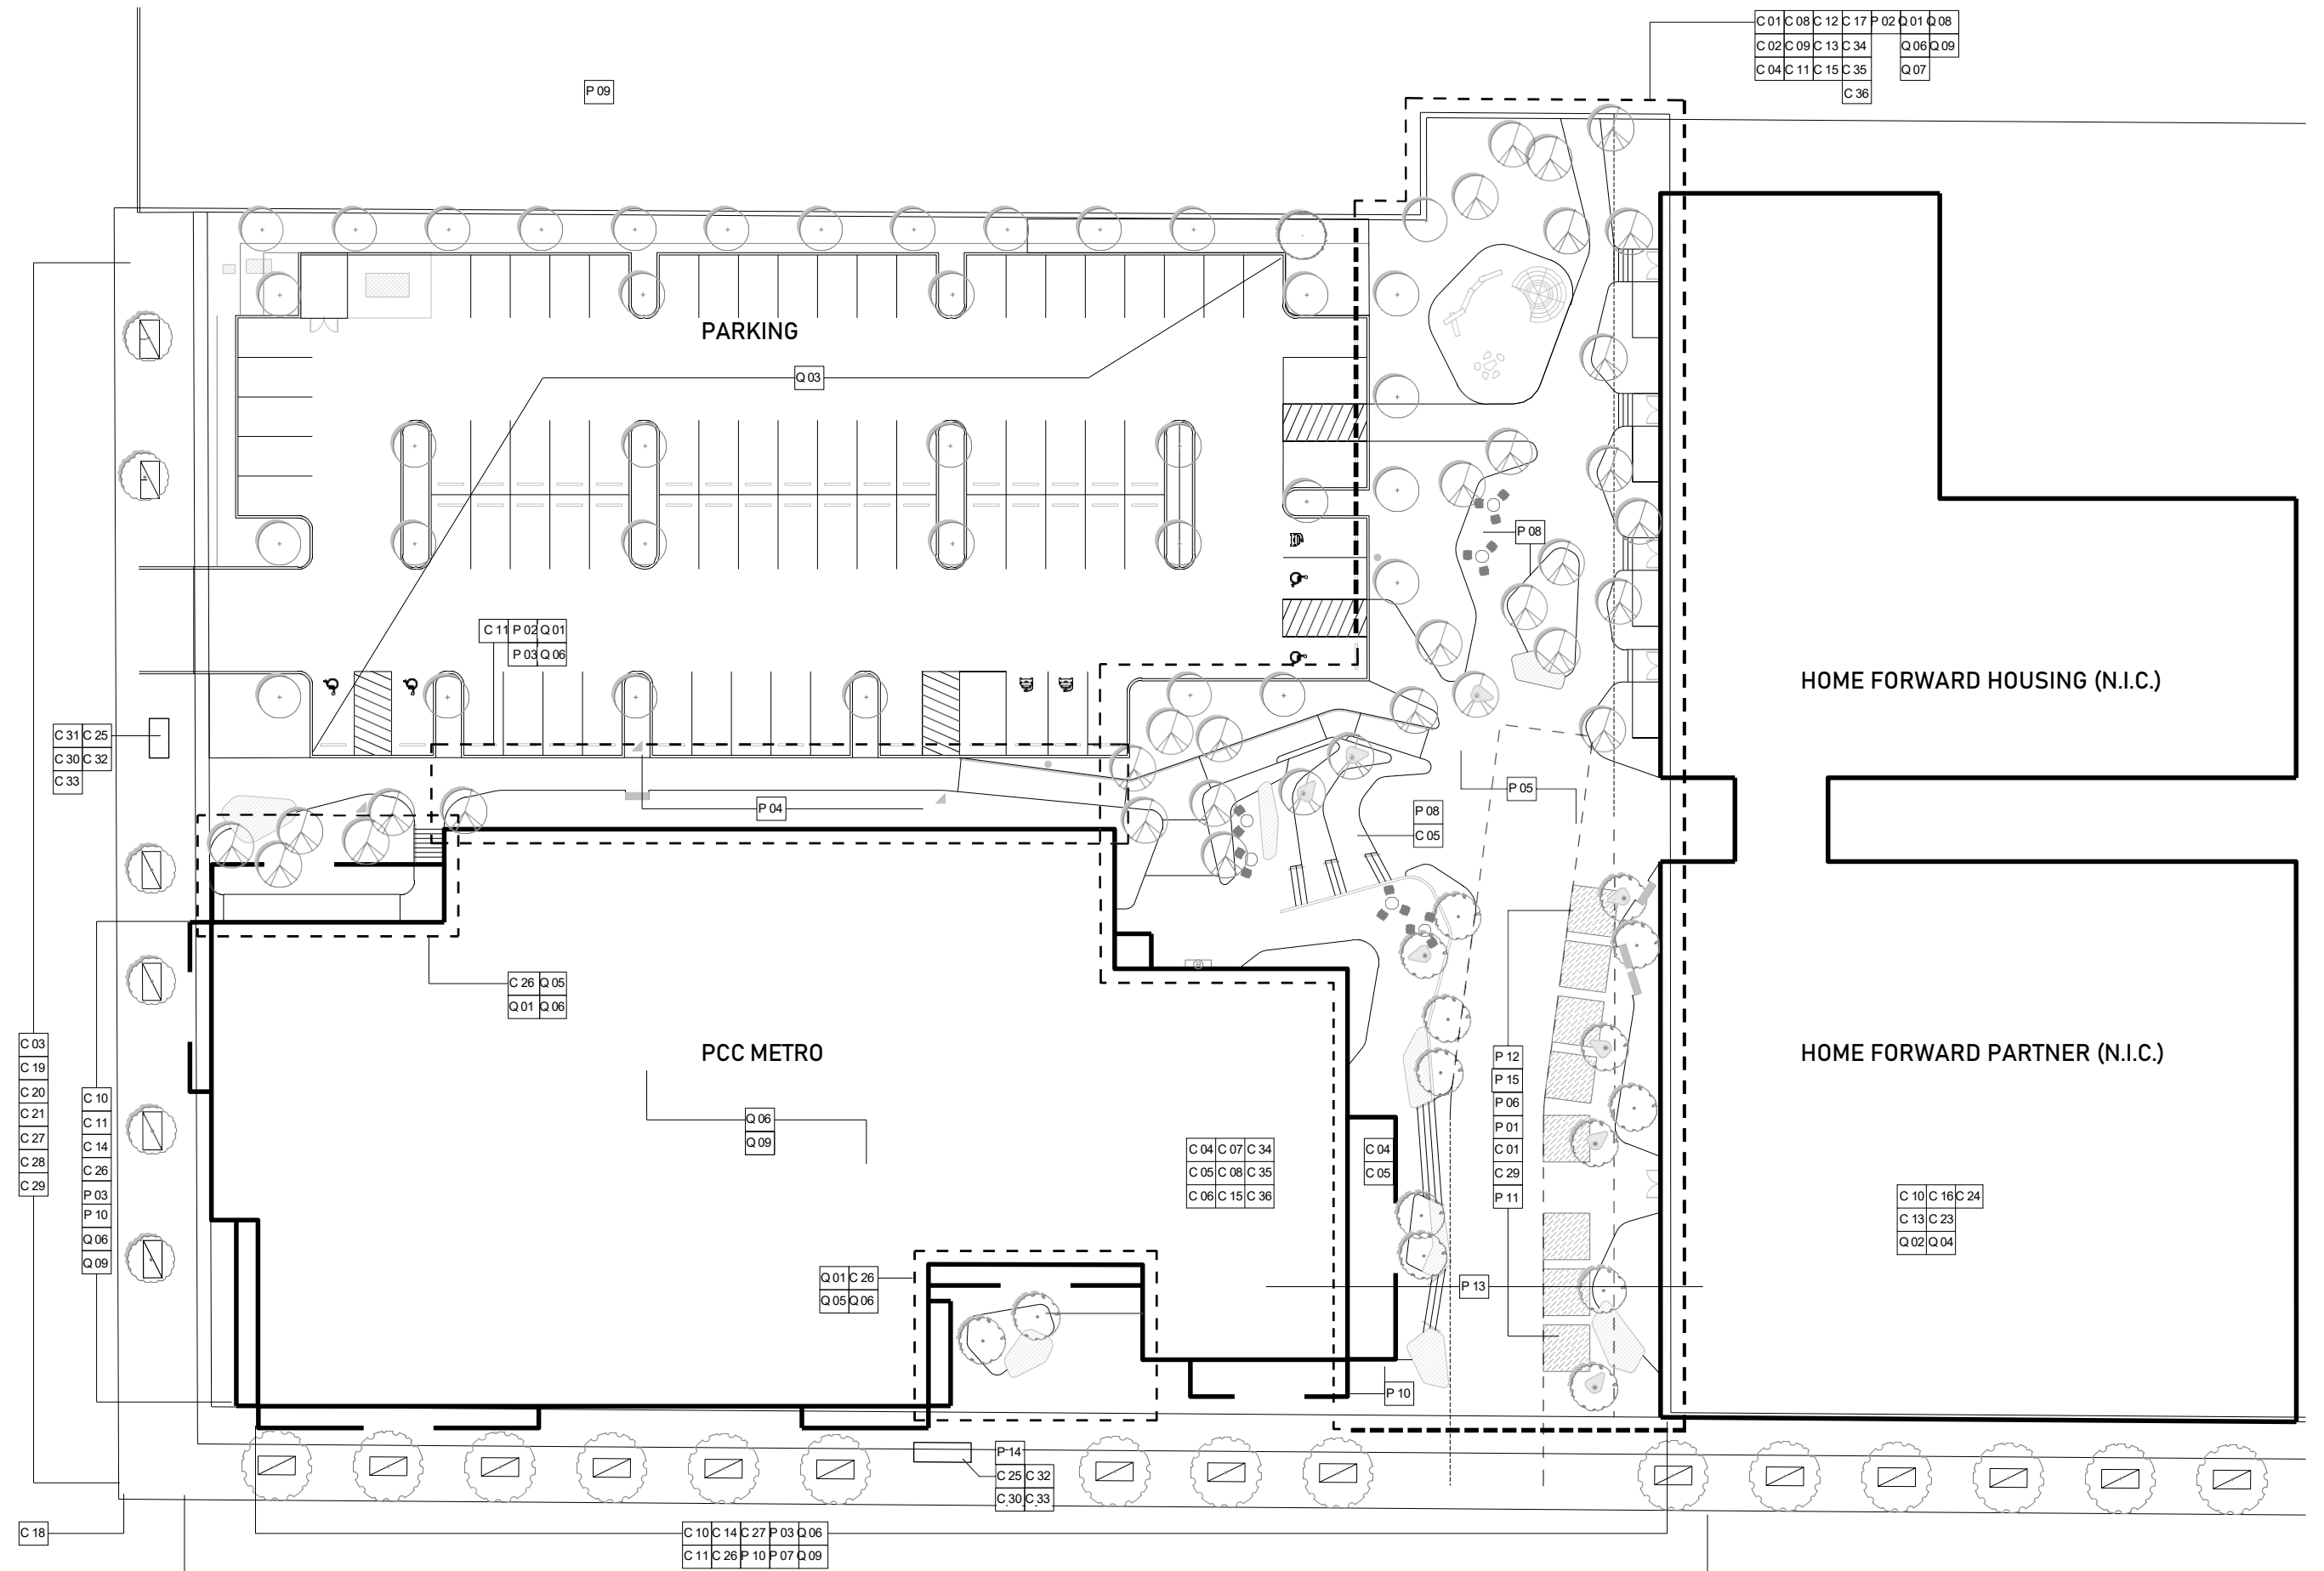 C 01 C 08 C 12 C 17 P 02 Q 01 Q 08
C 02 C 09 C 13 C 34 Q 06 Q 09
C 04 C 11 C 15 C 35 Q 07
C 36
P 09
PARKING
Q 03
P 08
C 11 P 02 Q 01
P 03 Q 06
HOME FORWARD HOUSING (N.I.C.)
C 31 C 25
C 30 C 32
C 33
P 04
P 05
P 08
C 05
C 26 Q 05
Q 01 Q 06
PCC METRO
HOME FORWARD PARTNER (N.I.C.)
C 03
C 19
C 20
C 21
C 27
C 28
C 29
C 10
C 11
C 14
C 26
P 03
P 10
Q 06
Q 09
Q 06
Q 09
C 04 C 07 C 34
C 05 C 08 C 35
C 06 C 15 C 36
C 04
C 05
P 12
P 15
P 06
P 01
C 01
C 29
P 11
C 10 C 16 C 24
C 13 C 23
Q 02 Q 04
Q 01 C 26
Q 05 Q 06
P 13
P 10
P 14
C 25 C 32
C 30 C 33
C 18
C 10 C 14 C 27 P 03 Q 06
C 11 C 26 P 10 P 07 Q 09